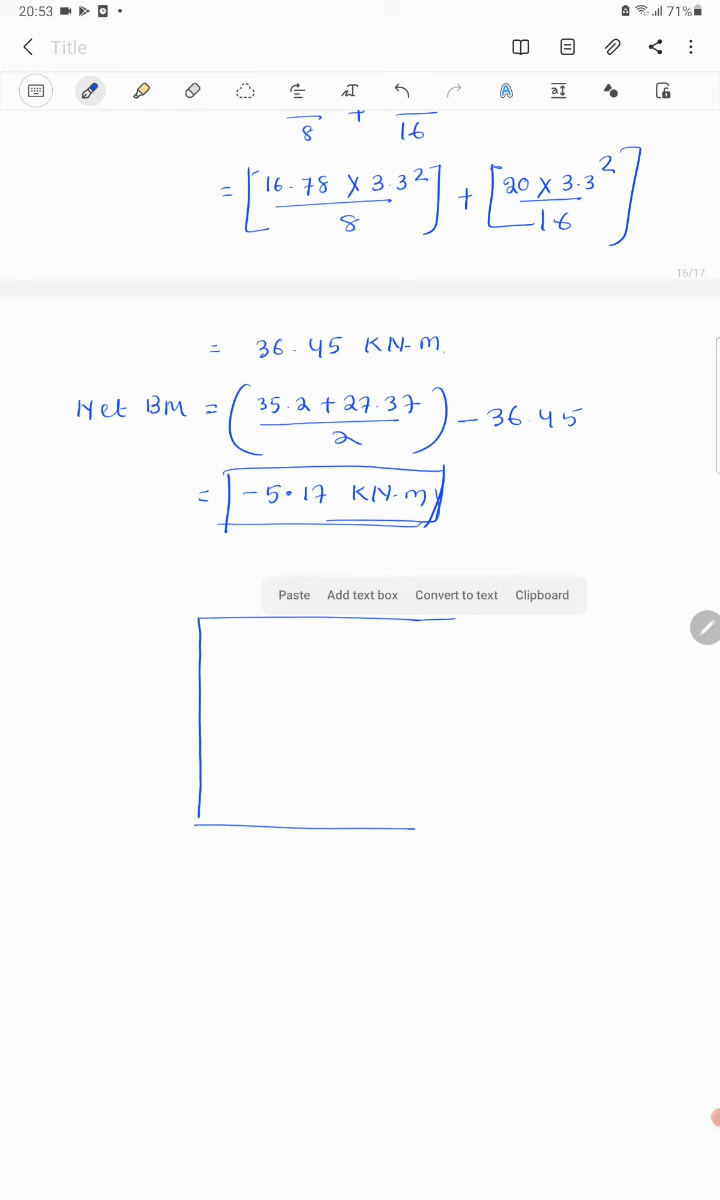 20:53 71%
Title
8 + 16
= [16.78 X 3.3² / 8] + [20 X 3.3² / 16]
16/17
= 36.45 KN-m.
Net BM = (35.2 + 27.37 / 2) - 36.45
= -5.17 KN-m
Paste Add text box Convert to text Clipboard